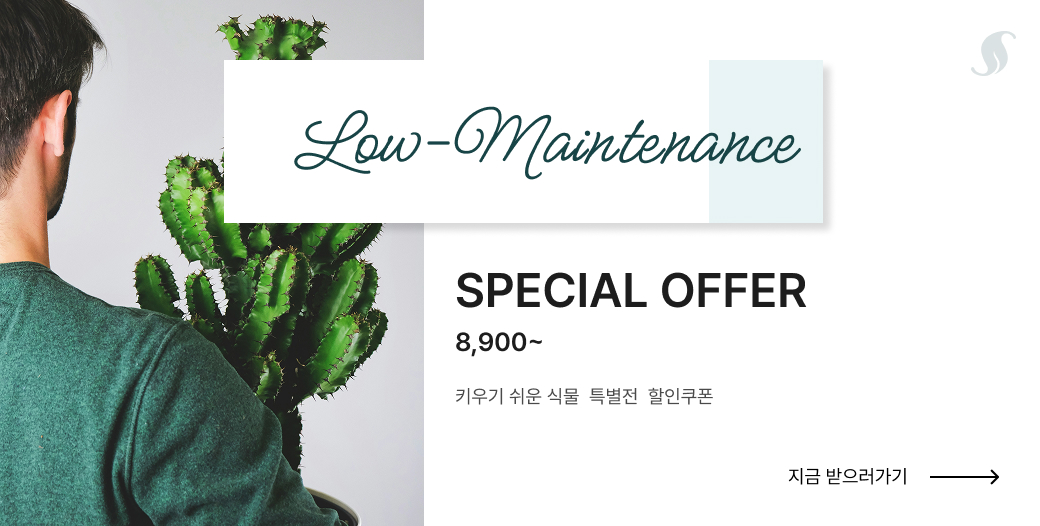 Low-Maintenance
SPECIAL OFFER
8,900~
키우기 쉬운 식물 특별전 할인쿠폰
지금 받으러가기